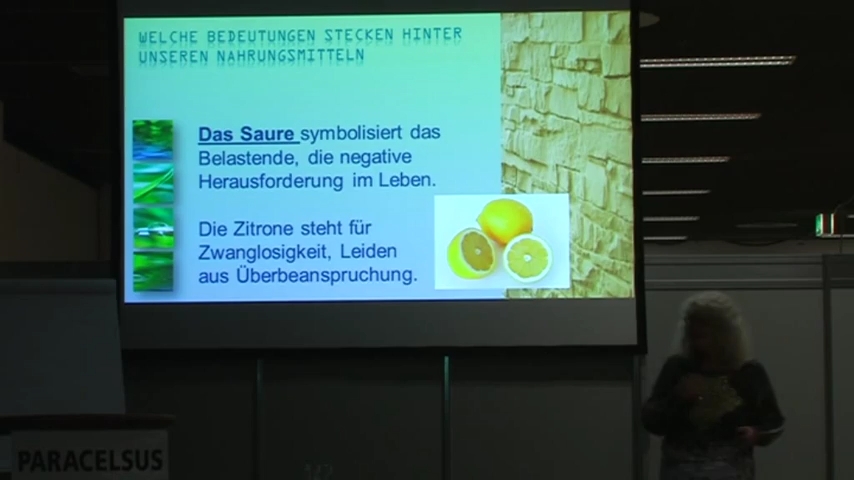 WELCHE BEDEUTUNGEN STECKEN HINTER
UNSEREN NAHRUNGSMITTELN
Das Saure symbolisiert das
Belastende, die negative
Herausforderung im Leben.
Die Zitrone steht für
Zwanglosigkeit, Leiden
aus Überbeanspruchung.
PARACELSUS